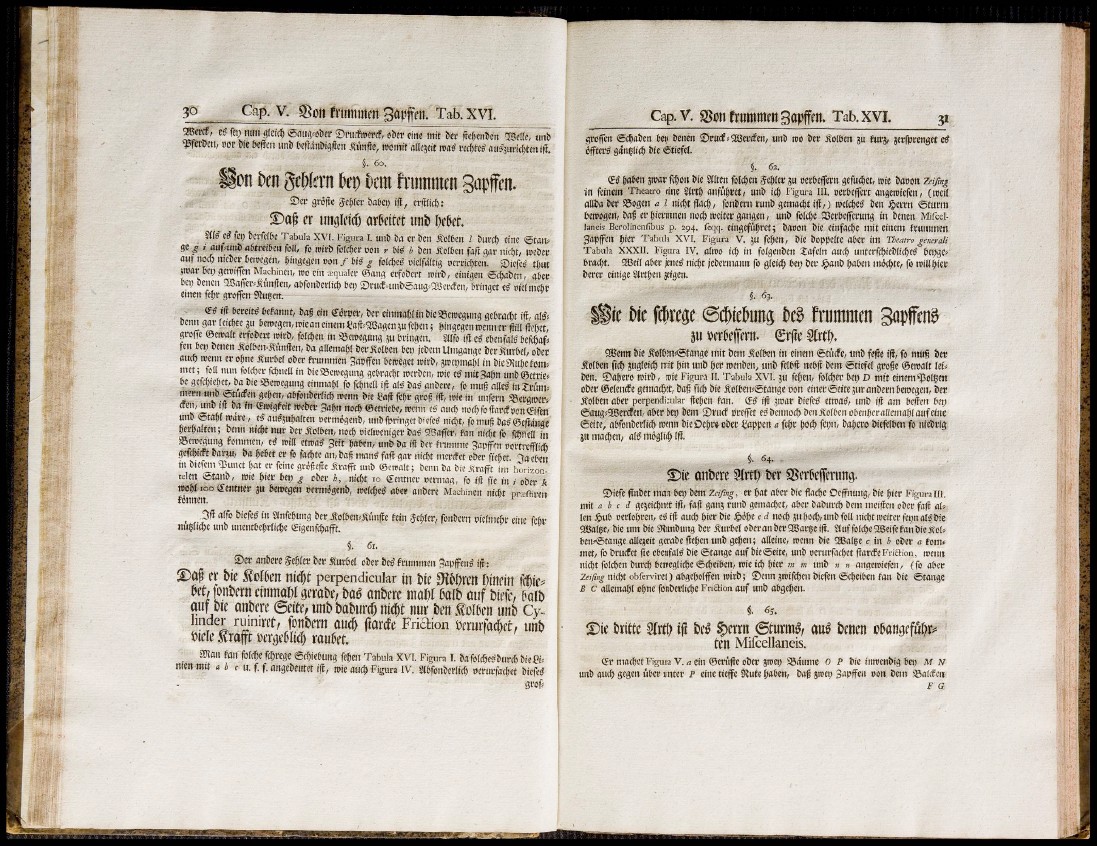 30 Cap. V. Von krummen Zapffen. Tab. XVI.
Werck, es sey nun gleich Saug-oder Druckwerck, oder eine mit der stehenden Welle, und
Pferden, vor die besten und beständigsten Künste, womit allezeit was rechtes auszurichten ist.
§. 60.
Von den Fehlern bey dem krummen Zapffen.
Der gröste Fehler dabey ist, erstlich:
Daß er ungleich arbeitet und hebet.
Als es sey derselbe Tabula XVI. Figura I. und da er den Kolben l durch eine Stan-
ge g i auf und abtreiben soll, so wird solcher von r bis b den Kolben fast gar nicht, weder
auf noch nieder bewegen, hingegen von f bis g solches vielfältig verrichten. Dieses thut
zwar bey gewissen Machinen, wo ein æqualer Gang erfodert wird, einigen Schaden, aber
bey denen Wasser-Künsten, absonderlich bey Druck-und Saug-Wercken, bringet es viel mehr
einen sehr grossen Nutzen.
Es ist bereits bekannt, daß ein Cörper, der einmahl in die Bewegung gebracht ist, als-
denn gar leichte zu bewegen, wie an einem Last-Wagen zu sehen; hingegen wenn er still stehet,
grosse Gewalt erfodert wird, solchen in Bewegung zu bringen. Also ist es ebenfals beschaf-
fen bey denen Kolben-Künsten, da allemahl der Kolben bey jedem Umgange der Kurbel, oder
auch wenn er ohne Kurbel oder krummen Zapffen beweget wird, zweymahl in die Ruhe kom-
met; soll nun solcher schnell in die Bewegung gebracht werden, wie es mit Zahn und Getrie-
be geschiehet, da die Bewegung einmahl so schnell ist als das andere, so muß alles in Trüm-
mern und Stücken gehen, absonderlich wenn die Last sehr groß ist, wie in unsern Bergwer-
cken, und ist da in Ewigkeit weder Zahn noch Getriebe, wenn es auch noch so starck von Eisen
und Stahl wäre, es auszuhalten vermögend, und springet dieses nicht, so muß das Gestänge
herhalten; denn nicht nur der Kolben, noch vielweniger das Wasser, kan nicht so schnell in
Bewegung kommen, es will etwas Zeit haben, und da ist der krumme Zapffen vortrefflich
geschickt darzu, da hebet er so sachte an, daß mans fast gar nicht mercket oder siehet. Ja eben
in diesem Punct hat er seine gröfeste Krafft und Gewalt; denn da die Krafft im horizon-
talen Stand, wie hier bey g oder h, nicht 10 Centner vermag, so ist sie in i oder k
wohl 100 Centner zu bewegen vermögend, welches aber andere Machinen nicht præstiren
können.
Ist also dieses in Ansehung der Kolben-Künste kein Fehler, sondern vielmehr eine sehr
nützliche und unentbehrliche Eigenschafft.
§. 61.
Der andere Fehler der Kurbel oder des krummen Zapffens ist:
Daß er die Kolben nicht perpendicular in die Röhren hinein schie-
bet, sondern einmahl gerade, das andere mahl bald auf diese, bald
auf die andere Seite, und dadurch nicht nur den Kolben und Cy-
linder ruiniret, sondern auch starcke Friction verursachet, und
viele Krafft vergeblich raubet.
Man kan solche schrege Schiebung sehen Tabula XVI. Figura I. da solches durch die Li-
nien mit a b c u. s. f. angedeutet ist, wie auch Figura IV. Absonderlich verursachet dieses
gros-
Cap. V. Von krummen Zapffen. Tab. XVI. 31
grossen Schaden bey denen Druck-Wercken, und wo der Kolben zu kurz, zersprenget es
öffters gäntzlich die Stiefel.
§. 62.
Es haben zwar schon die Alten solchen Fehler zu verbessern gesuchet, wie davon Zeising
in seinem Theatro eine Arth anführet, und ich Figura III. verbessert angewiesen, (weil
allda der Bogen a l nicht flach, sondern rund gemacht ist,) welches den Herrn Sturm
bewogen, daß er hierinnen noch weiter gangen, und solche Verbesserung in denen Miscel-
laneis Berolinensibus p. 294. seqq. eingeführet; davon die einfache mit einem krummen
Zapffen hier Tabula XVI. Figura V. zu sehen, die doppelte aber im Theatro generali
Tabula XXXII. Figura IV. alwo ich in folgenden Tafeln auch unterschiedliches beyge-
bracht. Weil aber jenes nicht jedermann so gleich bey der Hand haben möchte, so will hier
derer einige Arthen zeigen.
§. 63.
Wie die schrege Schiebung des krummen Zapffens
zu verbessern. Erste Arth.
Wenn die Kolben-Stange mit dem Kolben in einem Stücke, und feste ist, so muß der
Kolben sich zugleich mit hin und her wenden, und selbst nebst dem Stiefel große Gewalt lei-
den. Dahero wird, wie Figura II. Tabula XVI. zu sehen, solcher bey D mit einem Boltzen
oder Gelencke gemacht, daß sich die Kolben-Stange von einer Seite zur andern bewegen, der
Kolben aber perpendicular stehen kan. Es ist zwar dieses etwas, und ist am besten bey
Saug-Wercken, aber bey dem Druck presset es dennoch den Kolben oben her allemahl auf eine
Seite, absonderlich wenn die Oehre oder Lappen a sehr hoch seyn, dahero dieselben so niedrig
zu machen, als möglich ist.
§. 64.
Die andere Arth der Verbesserung.
Diese findet man bey dem Zeising, er hat aber die flache Oeffnung, die hier Figura III.
mit a b c d gezeichnet ist, fast ganz rund gemachet, aber dadurch dem meisten oder fast al-
len Hub verlohren, es ist auch hier die Höhe c d noch zu hoch, und soll nicht weiter seyn als die
Waltze, die um die Ründung der Kurbel oder an der Wartze ist. Auf solche Weise kan die Kol-
ben-Stange allezeit gerade stehen und gehen; alleine, wenn die Waltze c in b oder a kom-
met, so drucket sie ebenfals die Stange auf die Seite, und verursachet starcke Friction, wenn
nicht solchen durch bewegliche Scheiben, wie ich hier m m und n n angewiesen, (so aber
Zeising nicht observiret) abgeholffen wird; Denn zwischen diesen Scheiben kan die Stange
B C allemahl ohne sonderliche Friction auf und abgehen.
§. 65.
Die dritte Arth ist des Herrn Sturms, aus denen obangeführ-
ten Miscellaneis.
Er machet Figura V. a ein Gerüste oder zwey Bäume O P die inwendig bey M N
und auch gegen über unter P eine tieffe Nute haben, daß zwey Zapffen von dem Balcken
F G